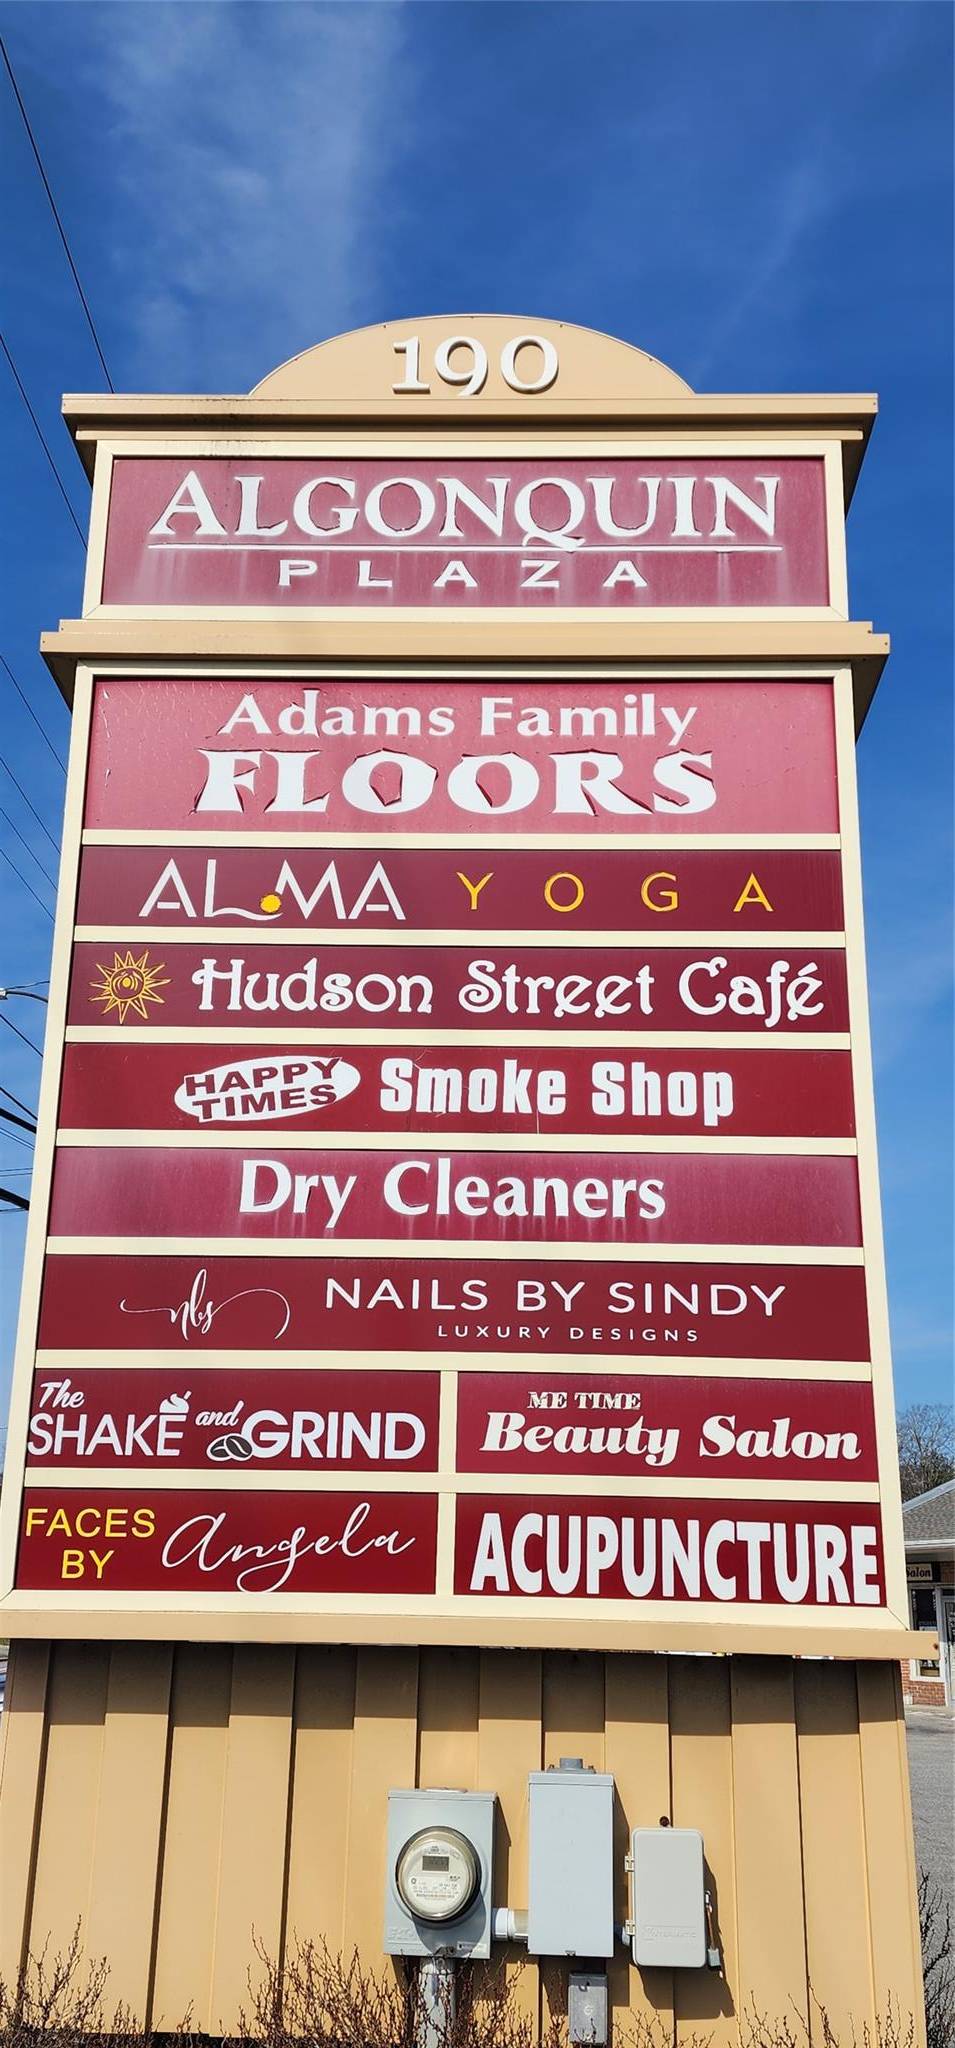 190
ALGONQUIN
PLAZA
Adams Family
FLOORS
ALMA YOGA
Hudson Street Café
HAPPY TIMES Smoke Shop
Dry Cleaners
nbs NAILS BY SINDY
LUXURY DESIGNS
The
SHAKE and GRIND
ME TIME
Beauty Salon
FACES BY Angela
ACUPUNCTURE